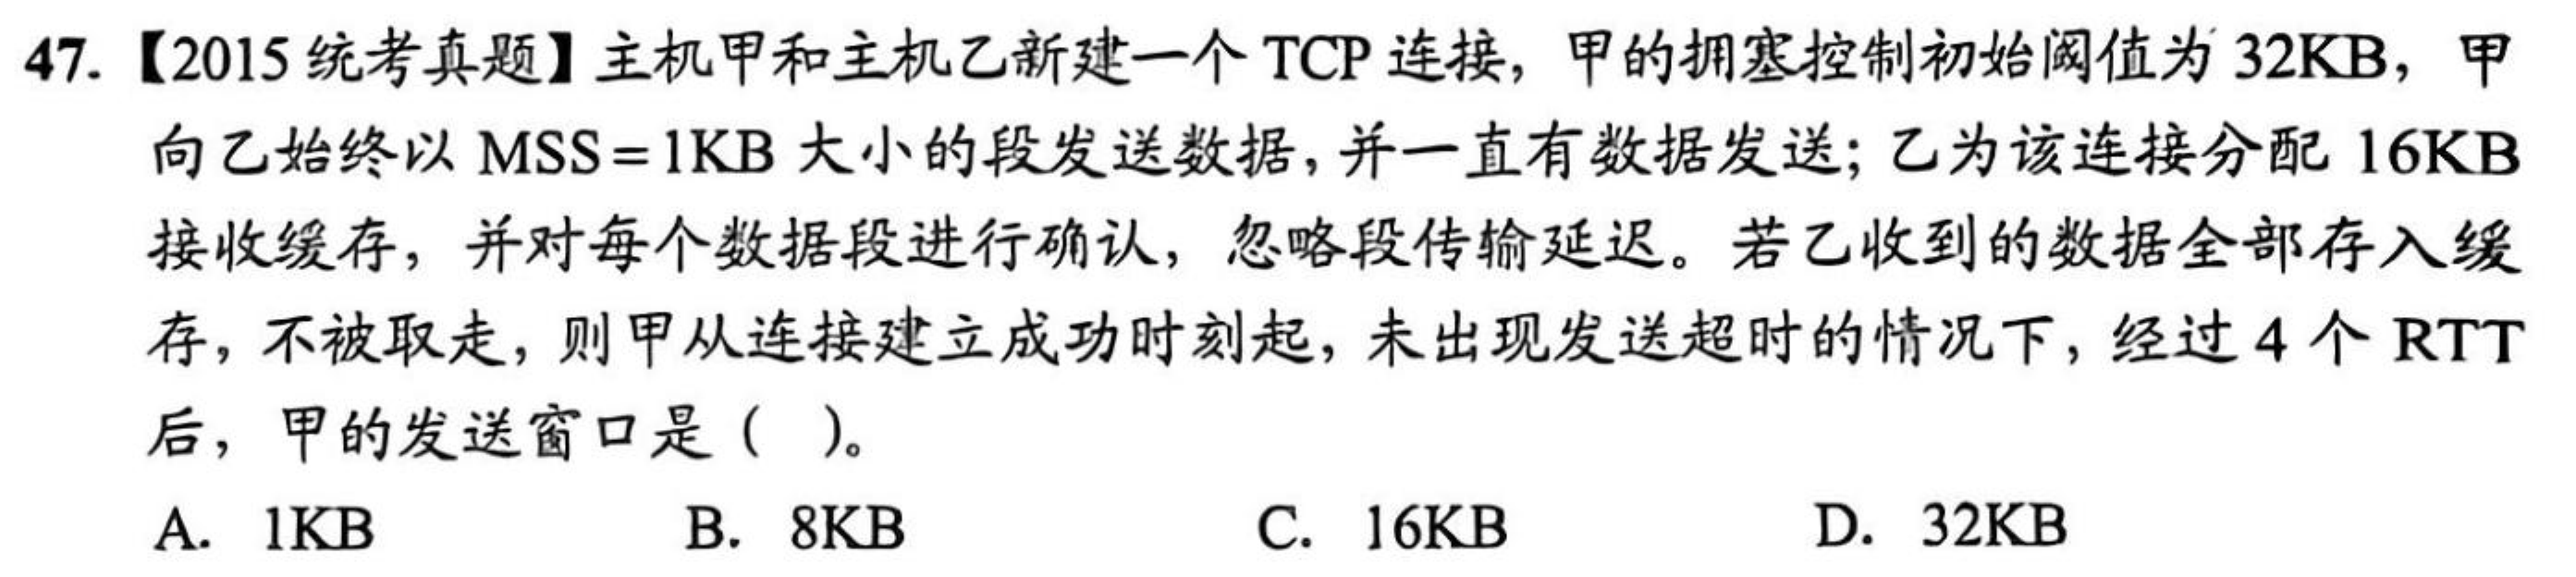 47.【2015 统考真题】主机甲和主机乙新建一个 TCP 连接，甲的拥塞控制初始阈值为 32KB，甲
向乙始终以 MSS=1KB 大小的段发送数据，并一直有数据发送；乙为该连接分配 16KB
接收缓存，并对每个数据段进行确认，忽略段传输延迟。若乙收到的数据全部存入缓
存，不被取走，则甲从连接建立成功时刻起，未出现发送超时的情况下，经过 4 个 RTT
后，甲的发送窗口是（ ）。
A. 1KB B. 8KB C. 16KB D. 32KB